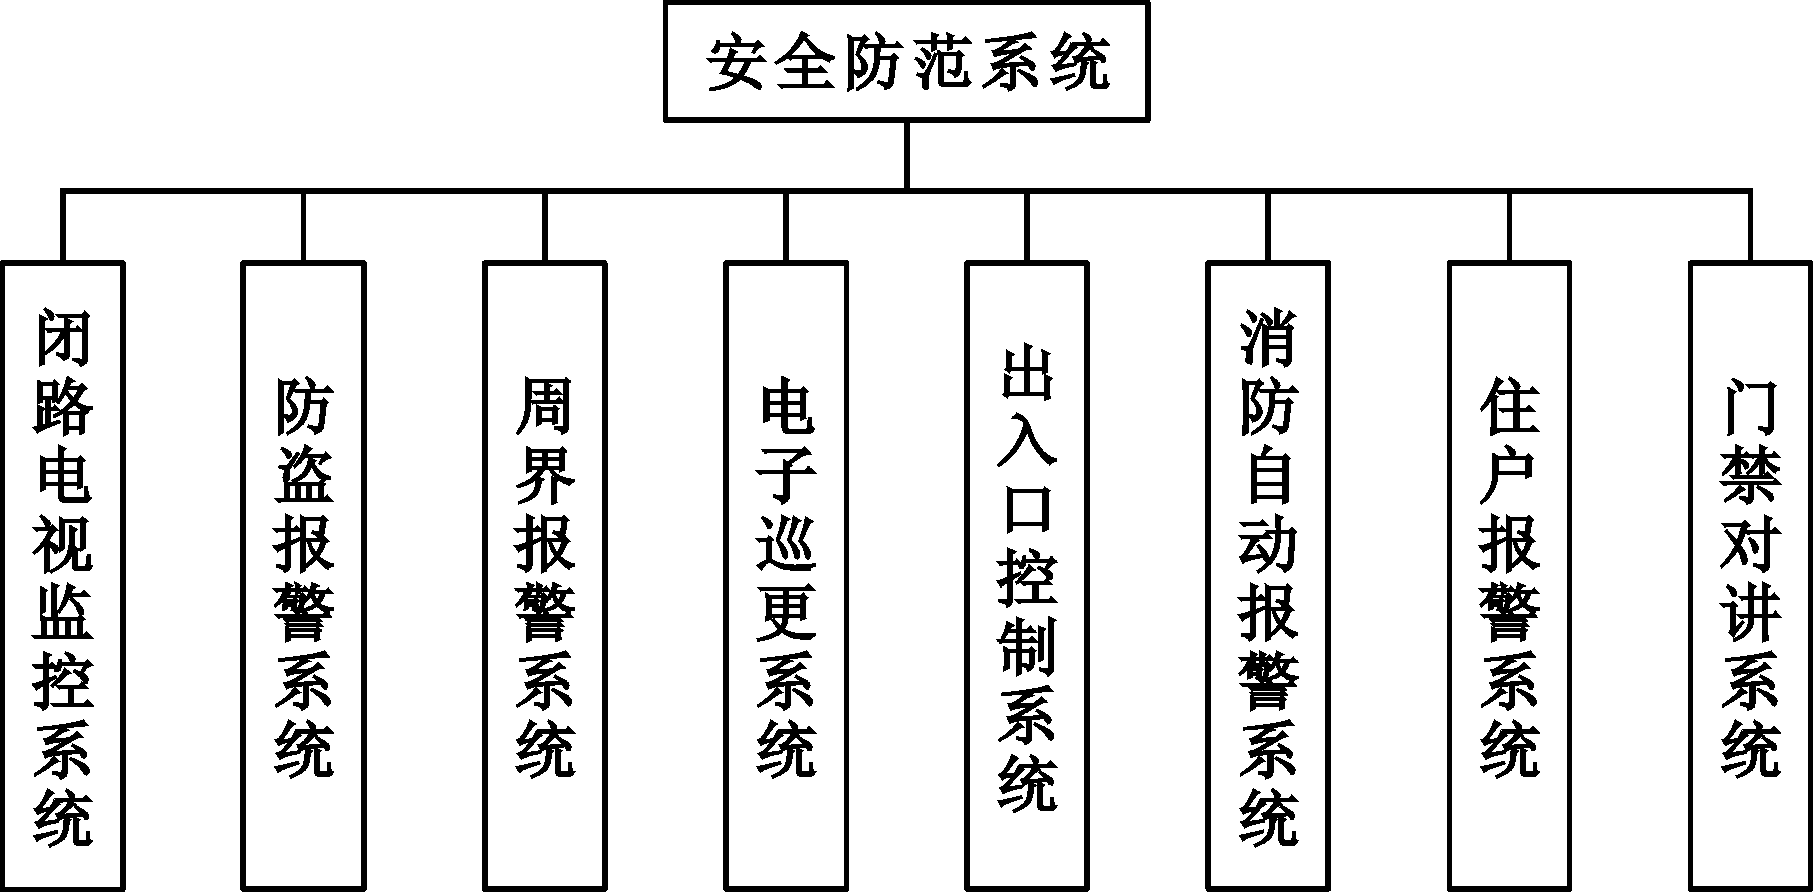 安全防范系统
闭路电视监控系统
防盗报警系统
周界报警系统
电子巡更系统
出入口控制系统
消防自动报警系统
住户报警系统
门禁对讲系统